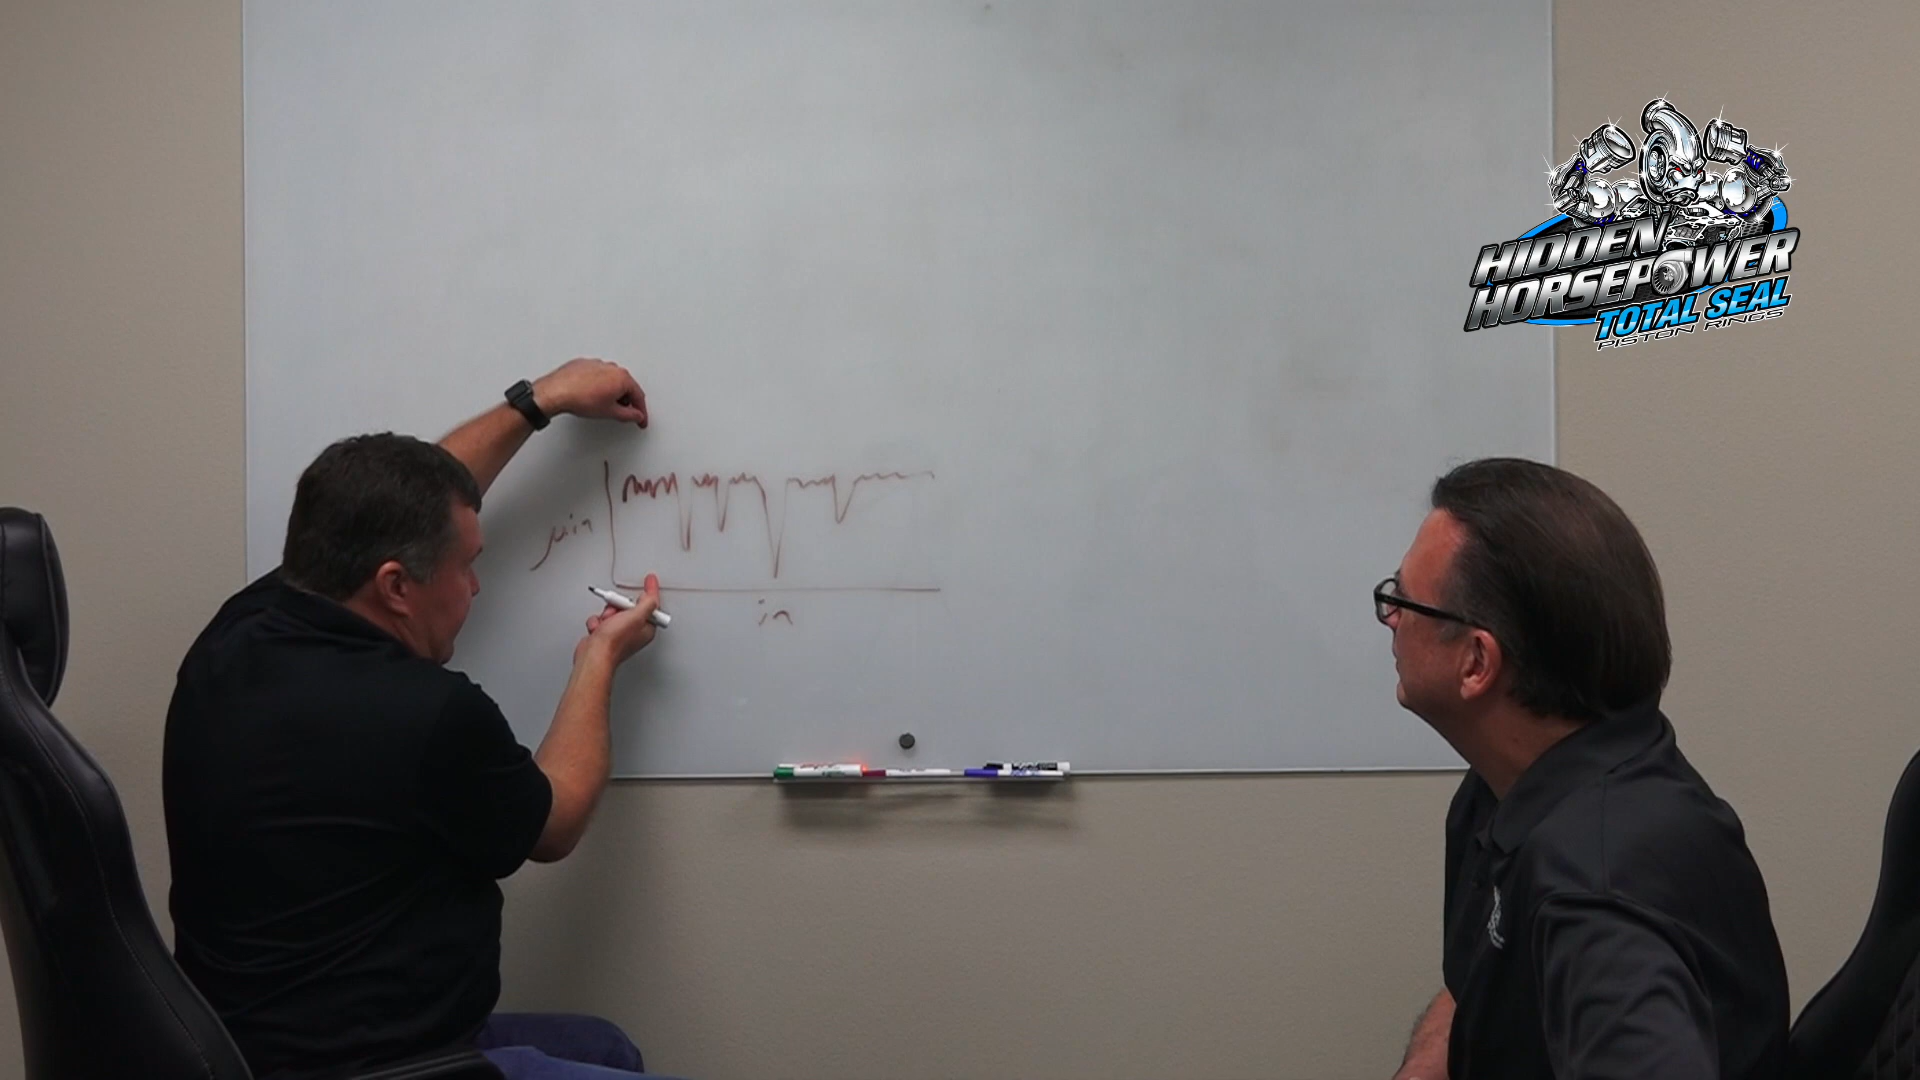 HIDDEN
HORSEPOWER
TOTAL SEAL
PISTON RINGS
µin
in